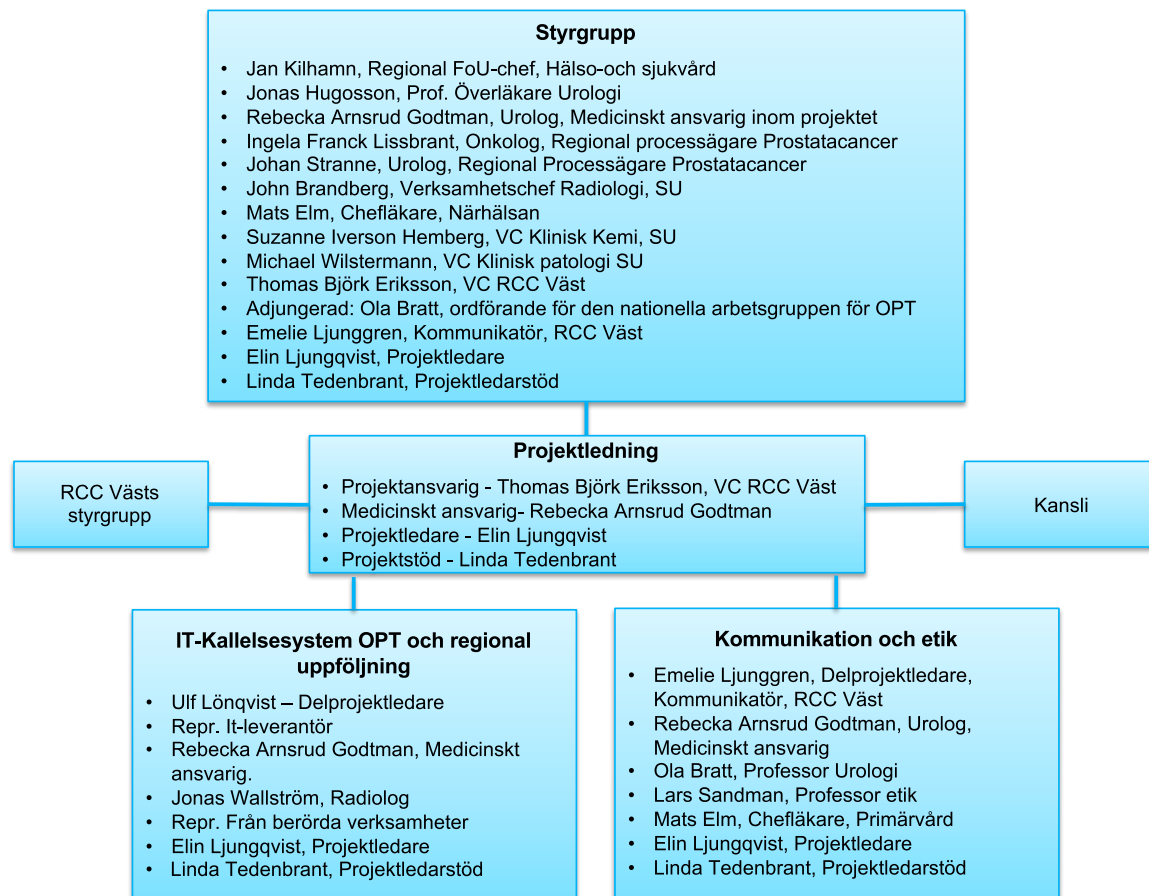 Styrgrupp
• Jan Kilhamn, Regional FoU-chef, Hälso-och sjukvård
• Jonas Hugosson, Prof. Överläkare Urologi
• Rebecka Arnsrud Godtman, Urolog, Medicinskt ansvarig inom projektet
• Ingela Franck Lissbrant, Onkolog, Regional processägare Prostatacancer
• Johan Stranne, Urolog, Regional Processägare Prostatacancer
• John Brandberg, Verksamhetschef Radiologi, SU
• Mats Elm, Chefläkare, Närhälsan
• Suzanne Iverson Hemberg, VC Klinisk Kemi, SU
• Michael Wilstermann, VC Klinisk patologi SU
• Thomas Björk Eriksson, VC RCC Väst
• Adjungerad: Ola Bratt, ordförande för den nationella arbetsgruppen för OPT
• Emelie Ljunggren, Kommunikatör, RCC Väst
• Elin Ljungqvist, Projektledare
• Linda Tedenbrant, Projektledarstöd
RCC Västs
styrgrupp
Projektledning
• Projektansvarig - Thomas Björk Eriksson, VC RCC Väst
• Medicinskt ansvarig- Rebecka Arnsrud Godtman
• Projektledare - Elin Ljungqvist
• Projektstöd - Linda Tedenbrant
Kansli
IT-Kallelsesystem OPT och regional
uppföljning
• Ulf Lönqvist – Delprojektledare
• Repr. It-leverantör
• Rebecka Arnsrud Godtman, Medicinskt
ansvarig.
• Jonas Wallström, Radiolog
• Repr. Från berörda verksamheter
• Elin Ljungqvist, Projektledare
• Linda Tedenbrant, Projektledarstöd
Kommunikation och etik
• Emelie Ljunggren, Delprojektledare,
Kommunikatör, RCC Väst
• Rebecka Arnsrud Godtman, Urolog,
Medicinskt ansvarig
• Ola Bratt, Professor Urologi
• Lars Sandman, Professor etik
• Mats Elm, Chefläkare, Primärvård
• Elin Ljungqvist, Projektledare
• Linda Tedenbrant, Projektledarstöd